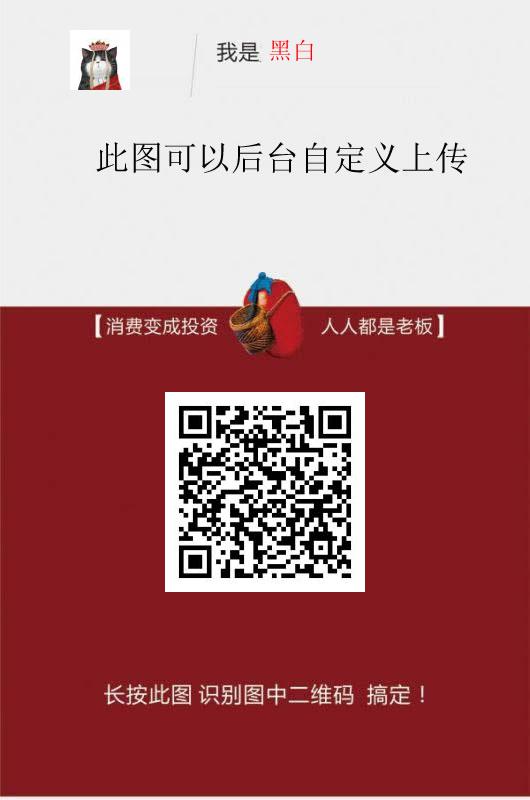 我是 黑白
此图可以后台自定义上传
【消费变成投资 人人都是老板】
长按此图 识别图中二维码 搞定！